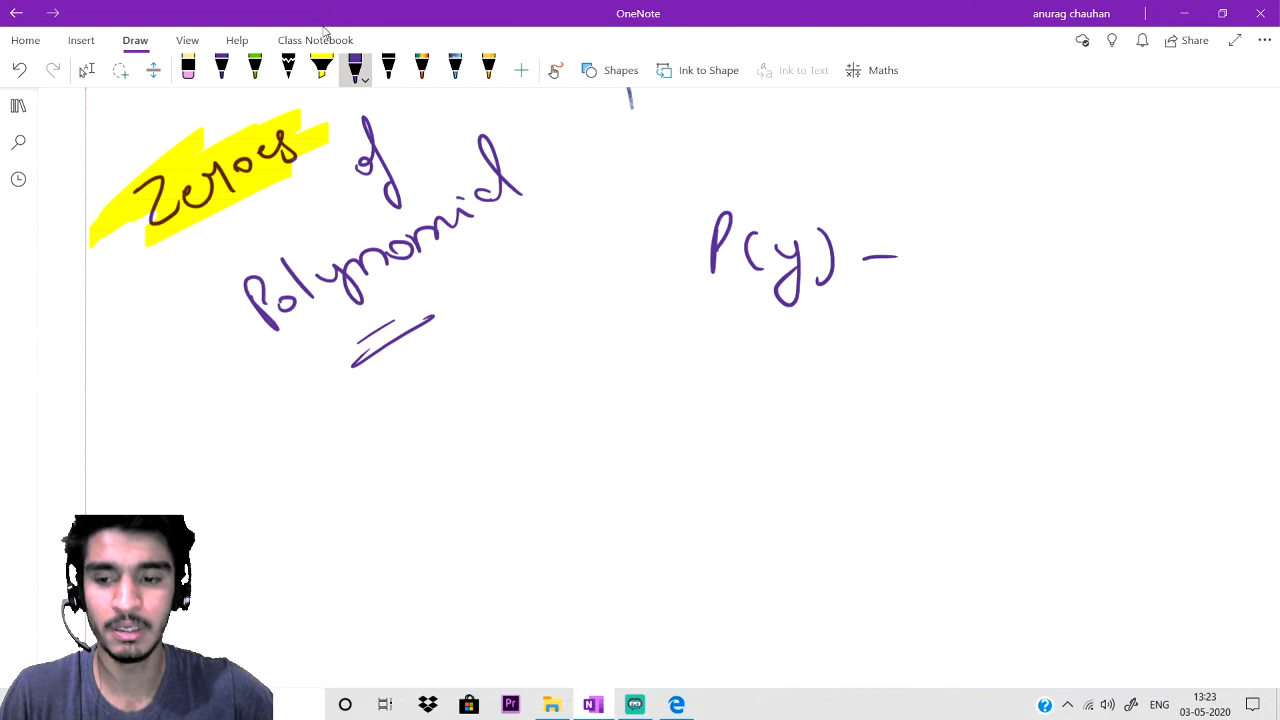 OneNote
anurag chauhan
Home Insert Draw View Help Class Notebook
Share
Shapes Ink to Shape Ink to Text Maths
Zeroes of
Polynomial
P(y) –
ENG
13:23
03-05-2020